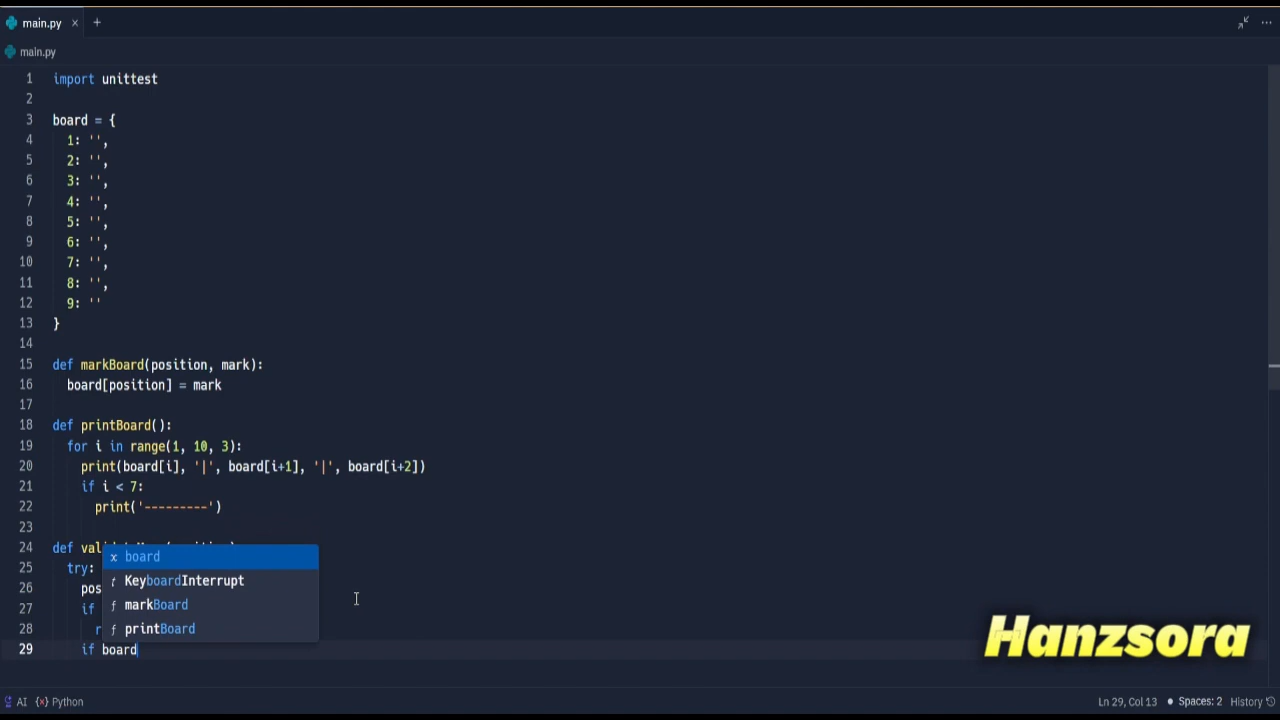 main.py × +
main.py
1 import unittest
2
3 board = {
4 1: '',
5 2: '',
6 3: '',
7 4: '',
8 5: '',
9 6: '',
10 7: '',
11 8: '',
12 9: ''
13 }
14
15 def markBoard(position, mark):
16 board[position] = mark
17
18 def printBoard():
19 for i in range(1, 10, 3):
20 print(board[i], '|', board[i+1], '|', board[i+2])
21 if i < 7:
22 print('---------')
23
24 def
x board
25 try:
26
t KeyboardInterrupt
27 if
f markBoard
28
f printBoard
29 if board
Hanzsora
AI {×} Python
Ln 29, Col 13 Spaces: 2 History